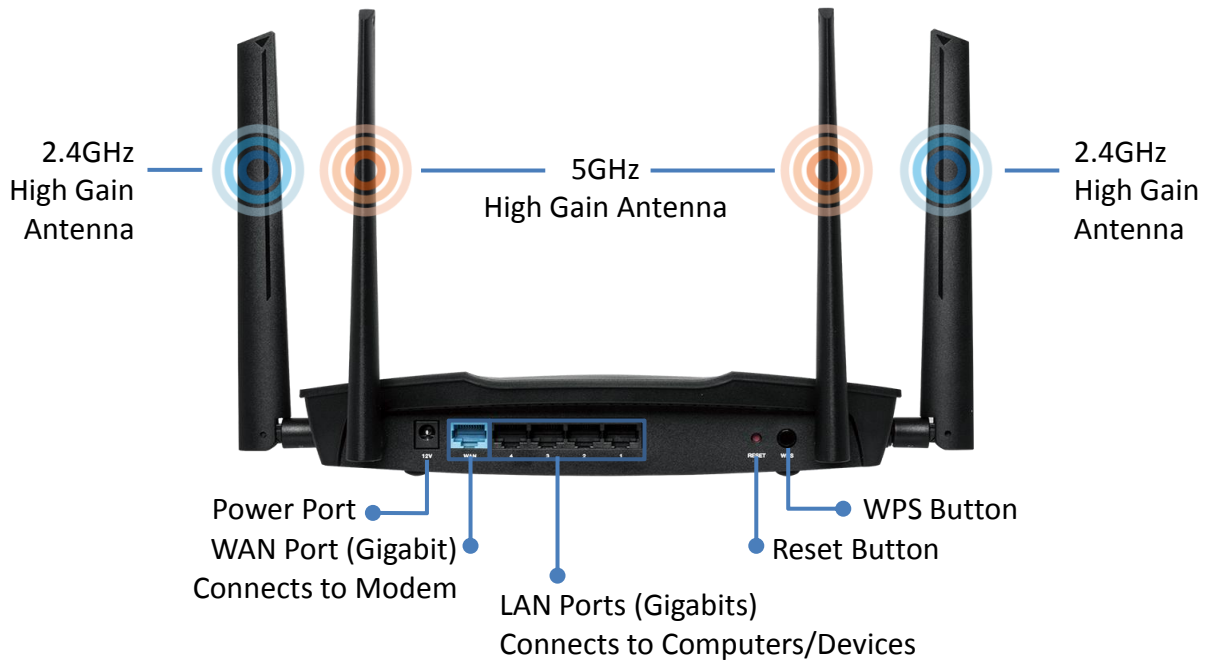 2.4GHz
High Gain
Antenna
5GHz
High Gain Antenna
2.4GHz
High Gain
Antenna
12V
WAN
4
3
2
1
RESET
WPS
Power Port
WAN Port (Gigabit)
Connects to Modem
LAN Ports (Gigabits)
Connects to Computers/Devices
WPS Button
Reset Button